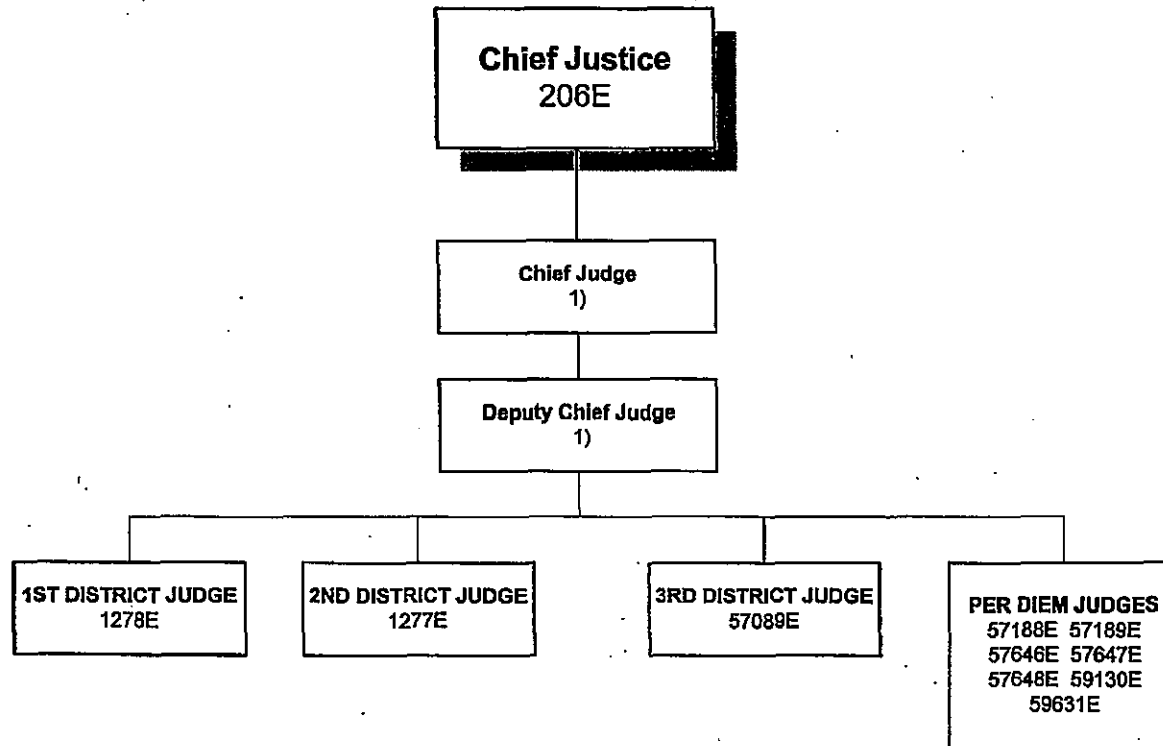 Chief Justice
206E
Chief Judge
1)
Deputy Chief Judge
1)
1ST DISTRICT JUDGE
1278E
2ND DISTRICT JUDGE
1277E
3RD DISTRICT JUDGE
57089E
PER DIEM JUDGES
57188E 57189E
57646E 57647E
57648E 59130E
59631E